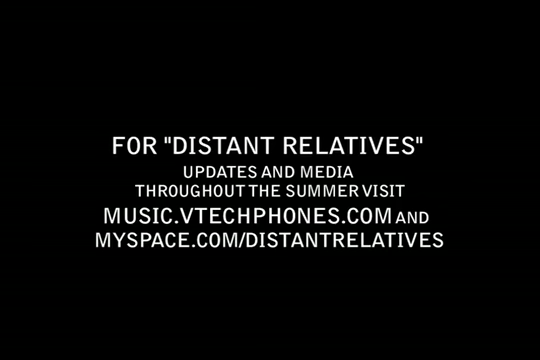 FOR "DISTANT RELATIVES"
UPDATES AND MEDIA
THROUGHOUT THE SUMMER VISIT
MUSIC.VTECHPHONES.COM AND
MYSPACE.COM/DISTANTRELATIVES